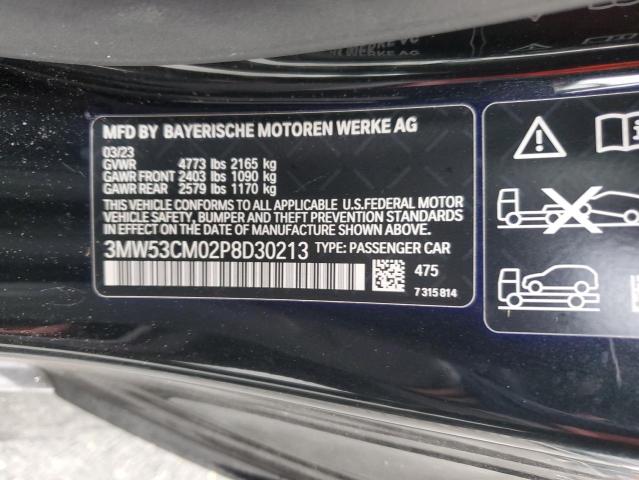 MFD BY BAYERISCHE MOTOREN WERKE AG
03/23
GVWR 4773 lbs 2165 kg
GAWR FRONT 2403 lbs 1090 kg
GAWR REAR 2579 lbs 1170 kg
THIS VEHICLE CONFORMS TO ALL APPLICABLE U.S.FEDERAL MOTOR
VEHICLE SAFETY, BUMPER AND THEFT PREVENTION STANDARDS
IN EFFECT ON THE DATE OF MANUFACTURE SHOWN ABOVE.
3MW53CM02P8D30213 TYPE: PASSENGER CAR
475
7 315 814